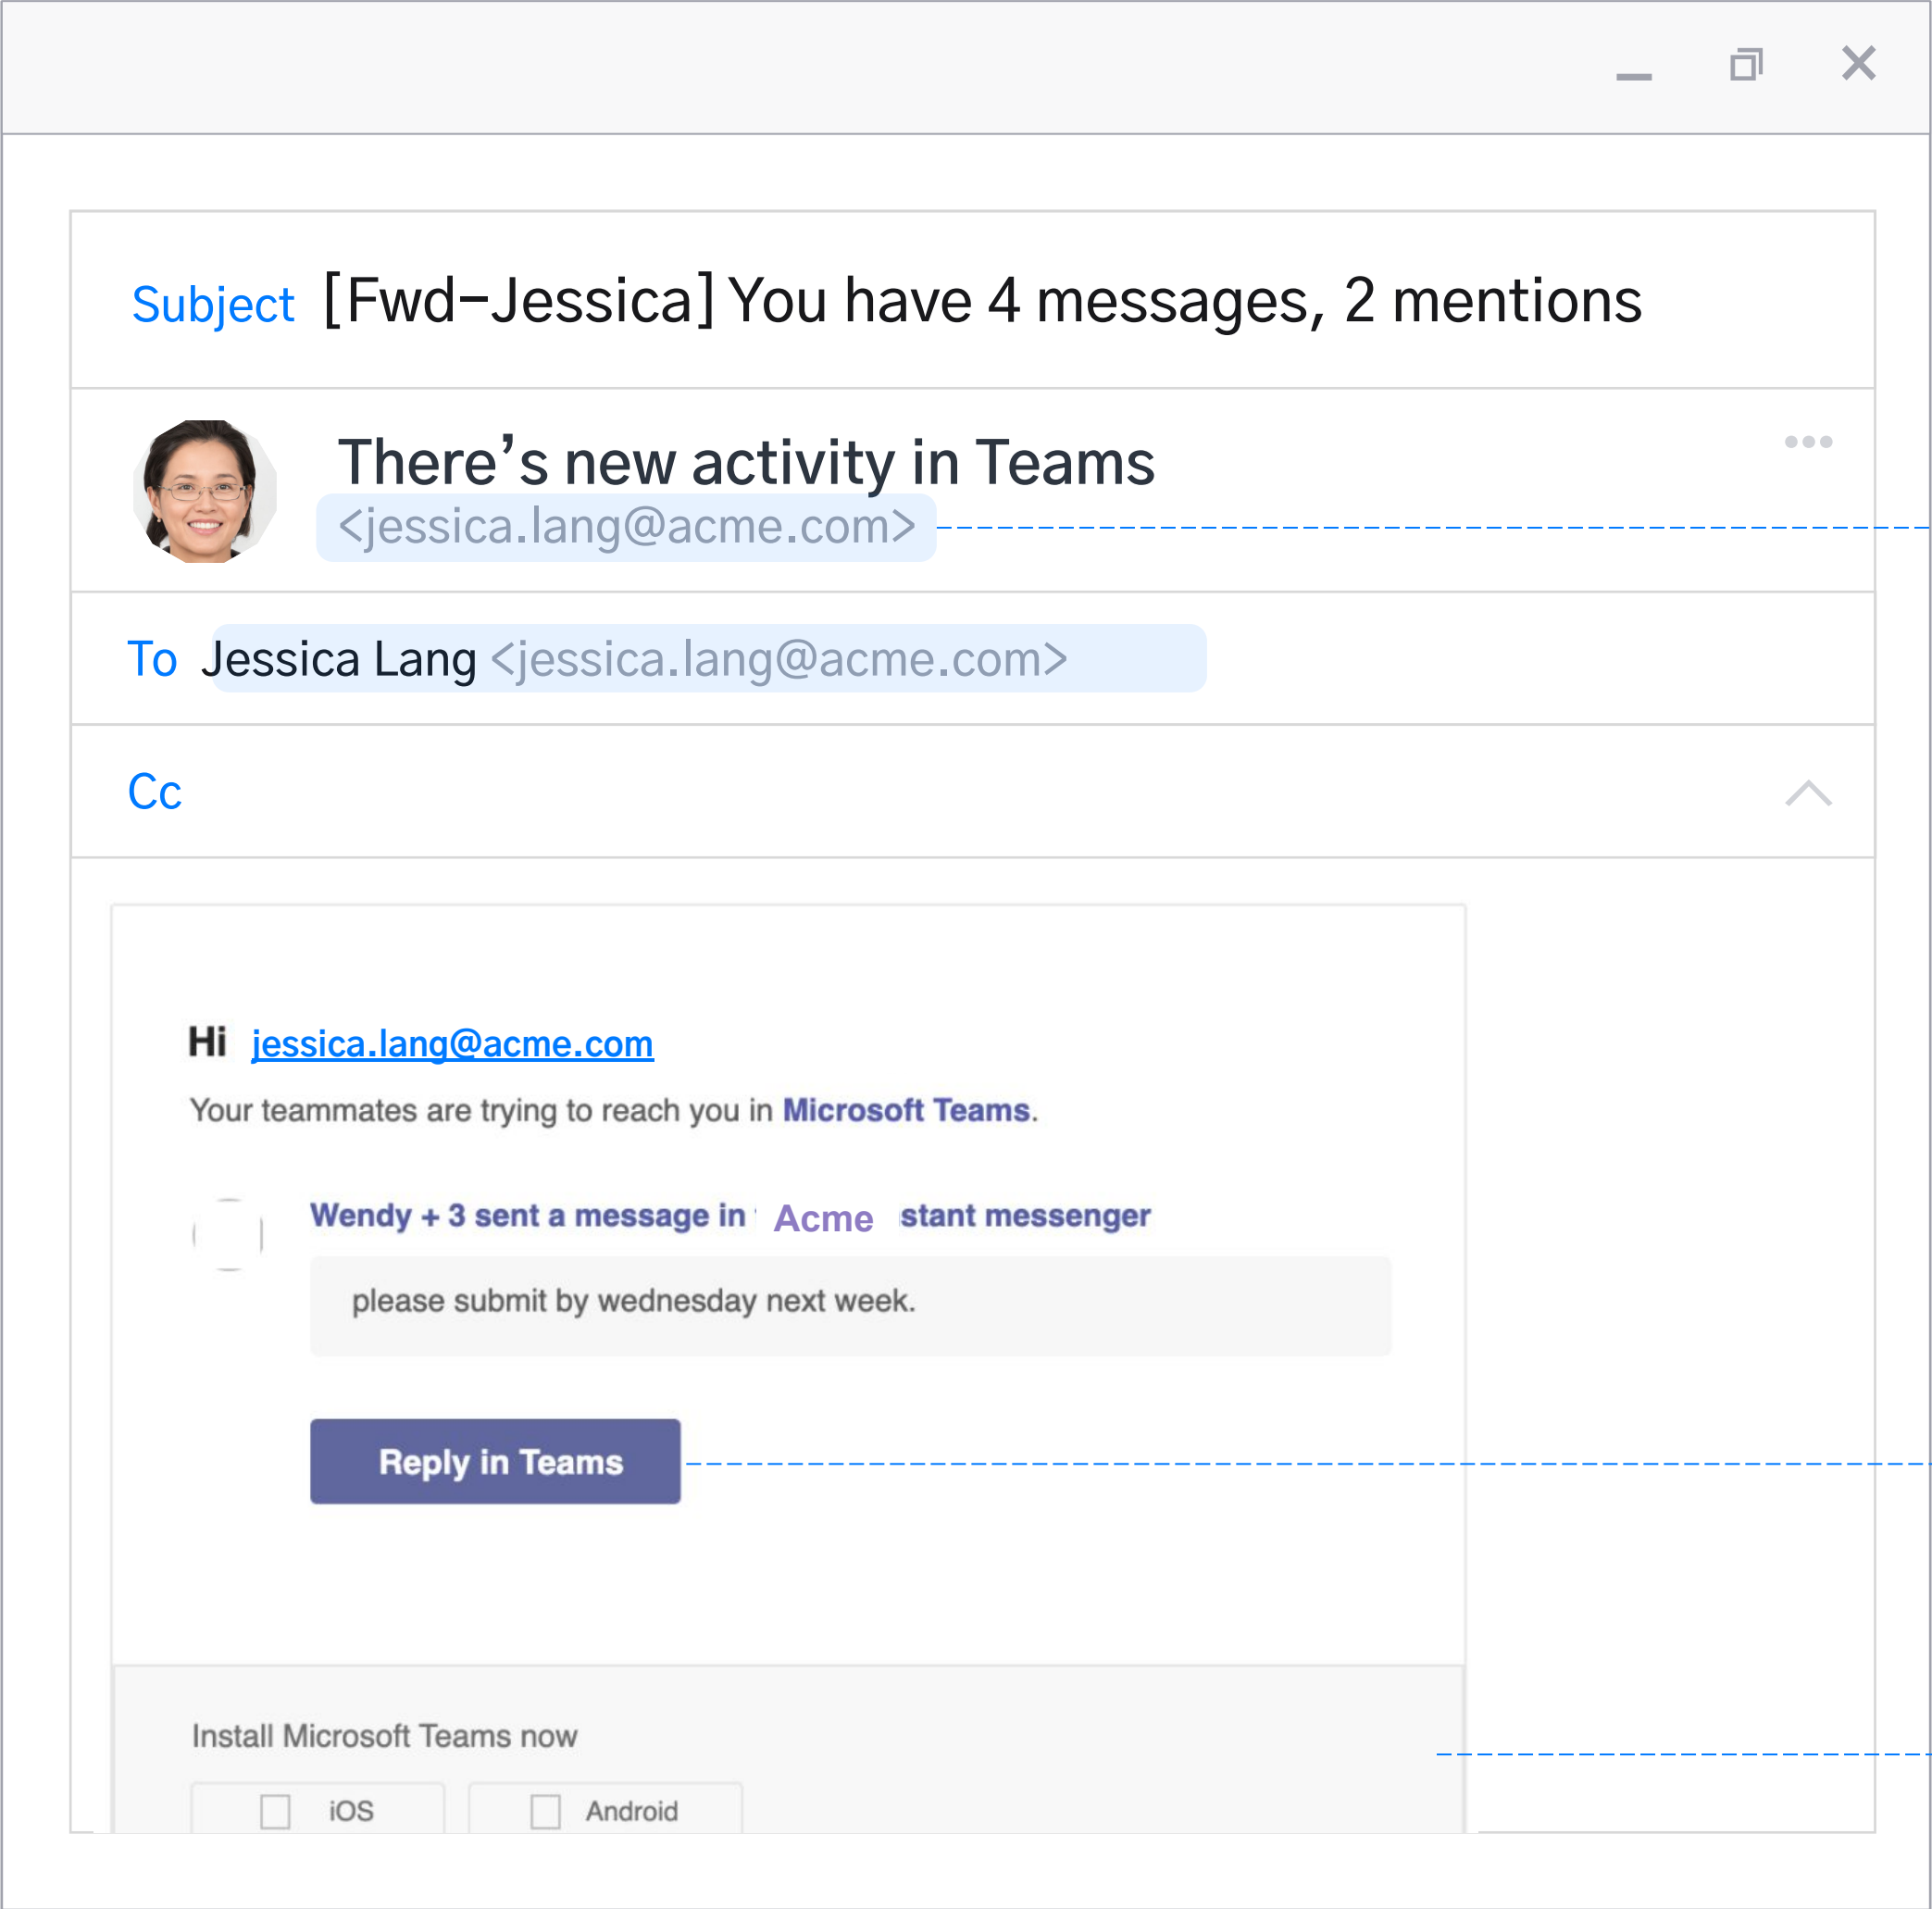 Subject [Fwd-Jessica] You have 4 messages, 2 mentions
There’s new activity in Teams
<jessica.lang@acme.com>
To Jessica Lang <jessica.lang@acme.com>
Cc
Hi jessica.lang@acme.com
Your teammates are trying to reach you in Microsoft Teams.
Wendy + 3 sent a message in Acme stant messenger
please submit by wednesday next week.
Reply in Teams
Install Microsoft Teams now
iOS Android